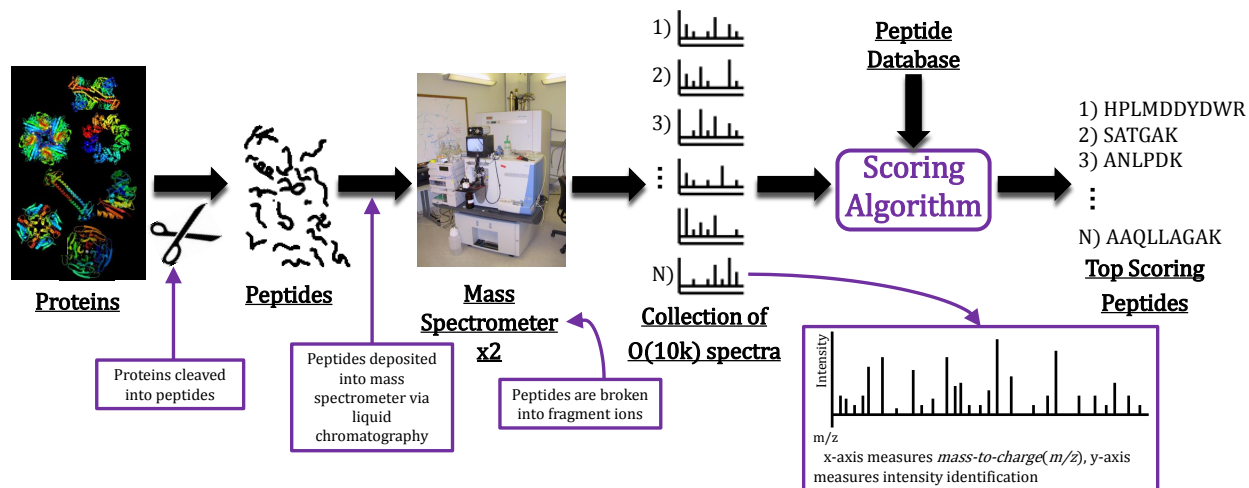 Proteins
Proteins cleaved
into peptides
Peptides
Peptides deposited
into mass
spectrometer via
liquid
chromatography
Mass
Spectrometer
x2
Peptides are broken
into fragment ions
1)
2)
3)
⋮
N)
Collection of
O(10k) spectra
Peptide
Database
Scoring
Algorithm
1) HPLMDDYDWR
2) SATGAK
3) ANLPDK
⋮
N) AAQLLAGAK
Top Scoring
Peptides
Intensity
m/z
x-axis measures mass-to-charge(m/z), y-axis
measures intensity identification